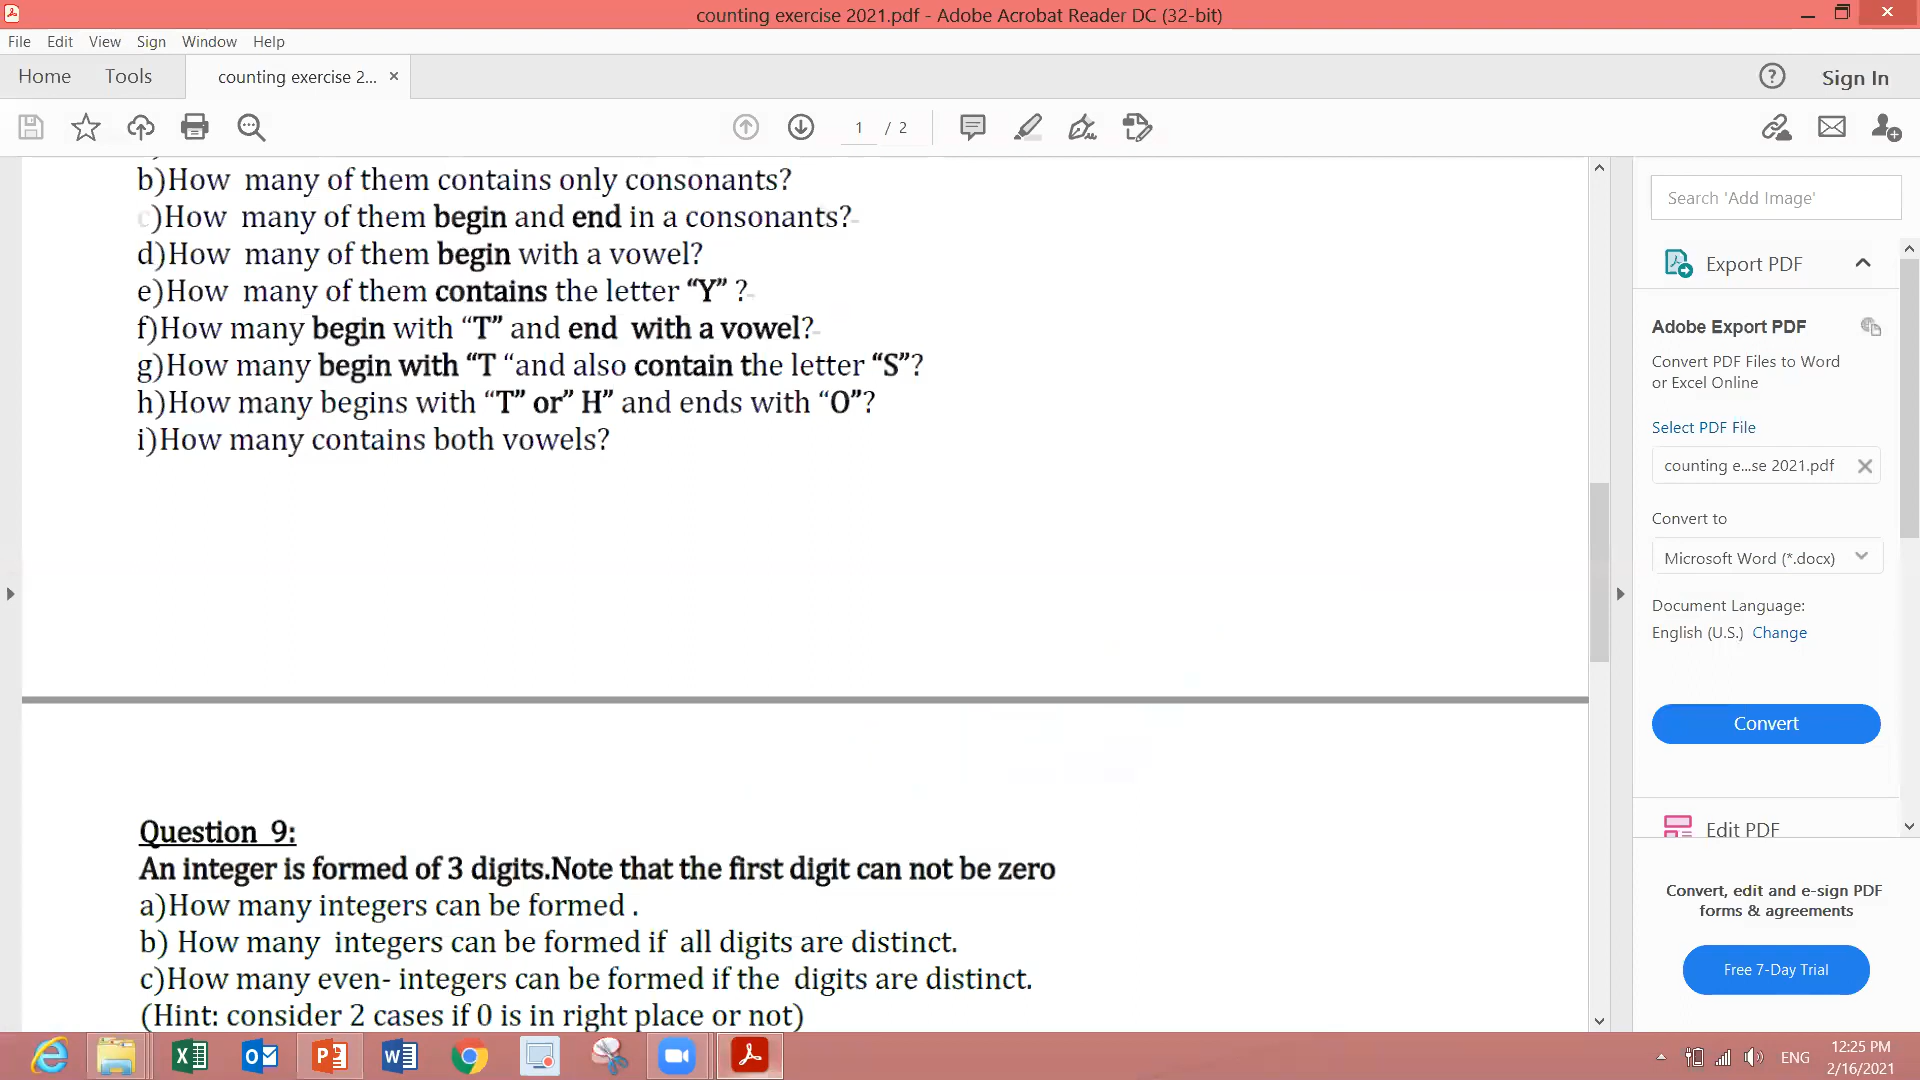 counting exercise 2021.pdf - Adobe Acrobat Reader DC (32-bit)
File Edit View Sign Window Help
Home Tools counting exercise 2... × Sign In
1 / 2
b)How many of them contains only consonants?
c)How many of them begin and end in a consonants?-
d)How many of them begin with a vowel?
e)How many of them contains the letter “Y” ?-
f)How many begin with “T” and end with a vowel?-
g)How many begin with “T “and also contain the letter “S”?
h)How many begins with “T” or” H” and ends with “O”?
i)How many contains both vowels?
Question 9:
An integer is formed of 3 digits.Note that the first digit can not be zero
a)How many integers can be formed .
b) How many integers can be formed if all digits are distinct.
c)How many even- integers can be formed if the digits are distinct.
(Hint: consider 2 cases if 0 is in right place or not)
Search 'Add Image'
Export PDF
Adobe Export PDF
Convert PDF Files to Word
or Excel Online
Select PDF File
counting e...se 2021.pdf
Convert to
Microsoft Word (*.docx)
Document Language:
English (U.S.) Change
Convert
Edit PDF
Convert, edit and e-sign PDF
forms & agreements
Free 7-Day Trial
ENG
12:25 PM
2/16/2021